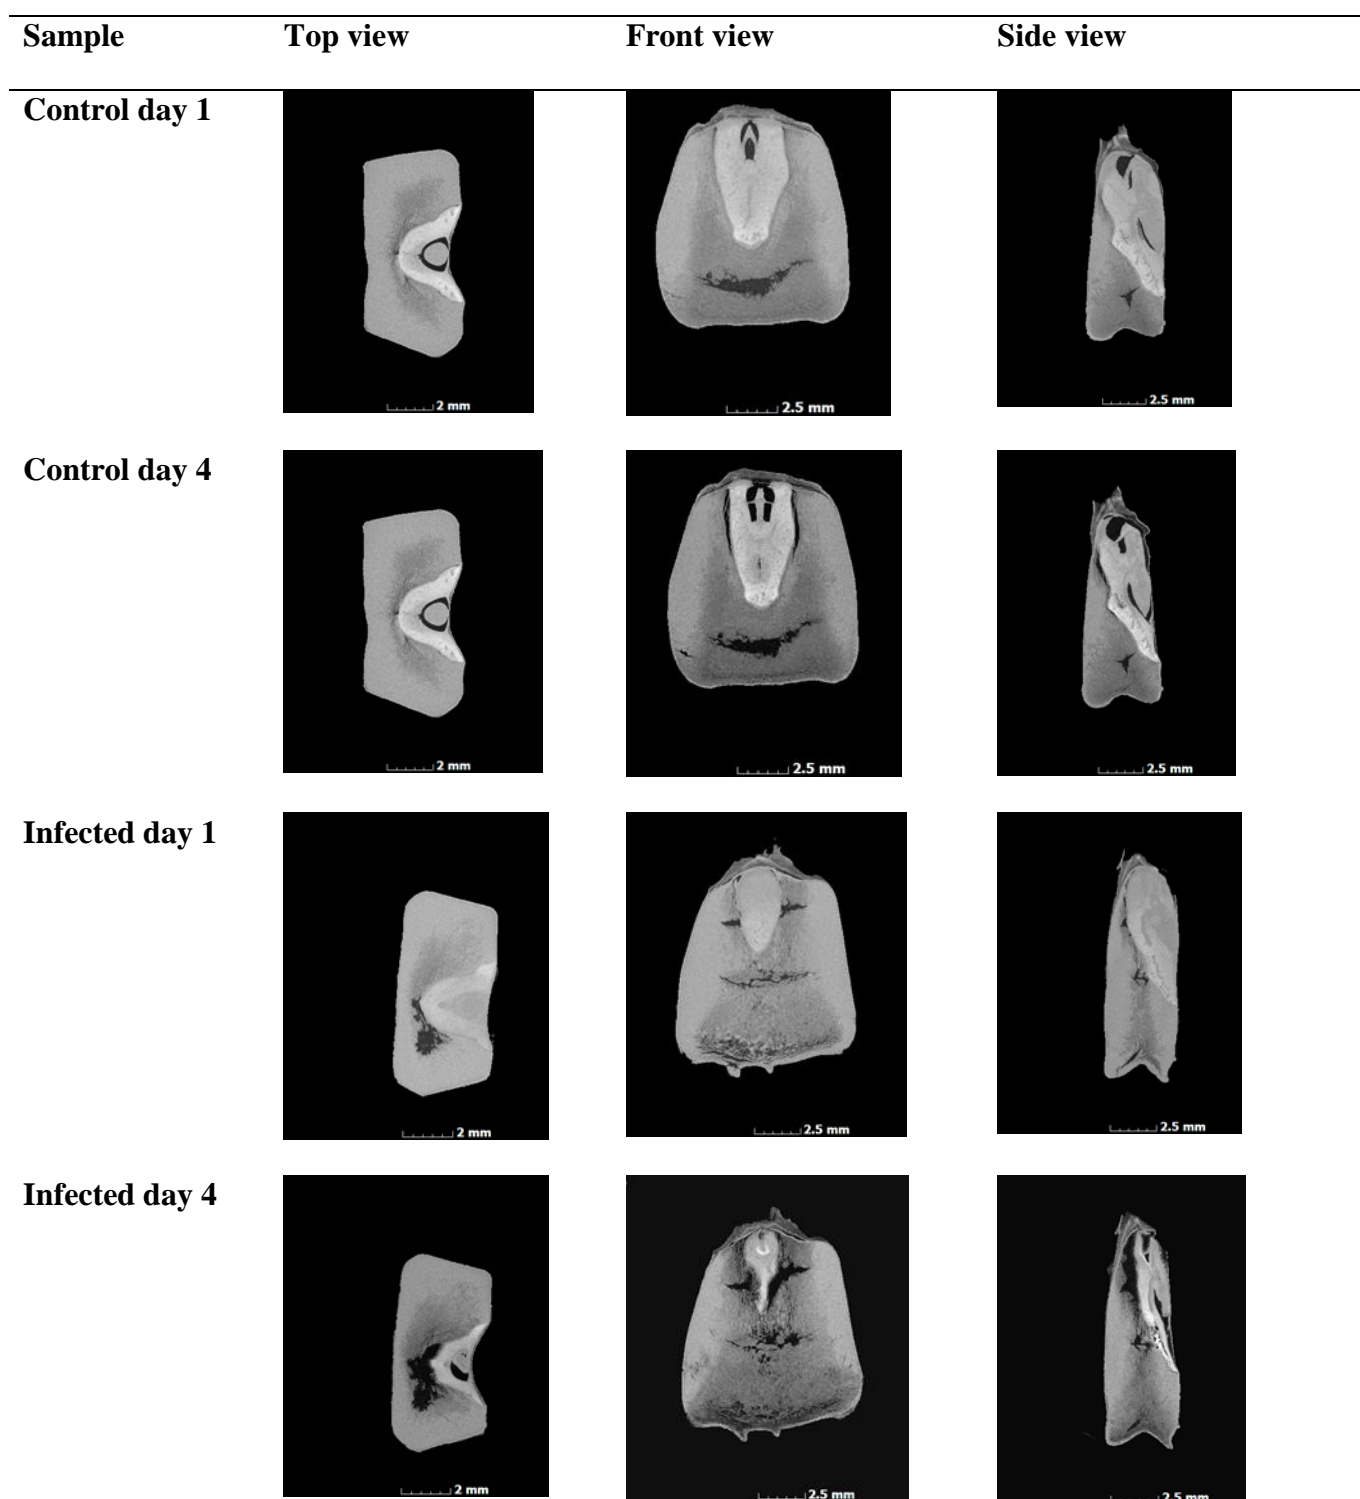 Sample Top view Front view Side view
Control day 1
2 mm 2.5 mm 2.5 mm
Control day 4
2 mm 2.5 mm 2.5 mm
Infected day 1
2 mm 2.5 mm 2.5 mm
Infected day 4
2 mm 2.5 mm 2.5 mm